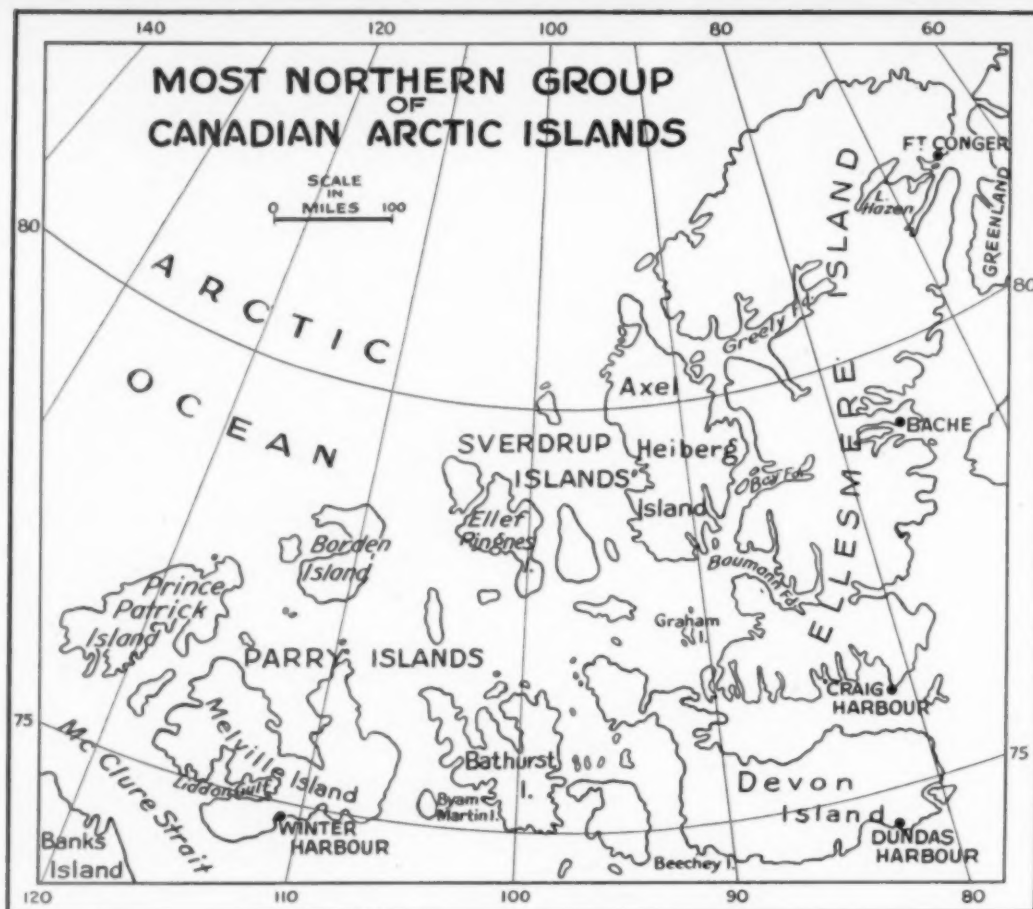 140 120 100 80 60
MOST NORTHERN GROUP
OF
CANADIAN ARCTIC ISLANDS
SCALE
IN
MILES
0 100
FT CONGER
L. Hazen
GREENLAND
80
80
ARCTIC
OCEAN
Greely Fd.
ELLESMERE ISLAND
Axel
Heiberg
Island
BACHE
SVERDRUP
ISLANDS
Bay Fd.
Ellef
Ringnes
I.
Borden
Island
Baumann Fd.
Prince
Patrick
Island
Graham
I.
PARRY ISLANDS
CRAIG
HARBOUR
75
75
Mc Clure Strait
Melville Island
Liddon Gulf
Bathurst
I.
Devon
Island
Byam
Martin I.
WINTER
HARBOUR
DUNDAS
HARBOUR
Banks
Island
Beechey I.
120 110 100 90 80